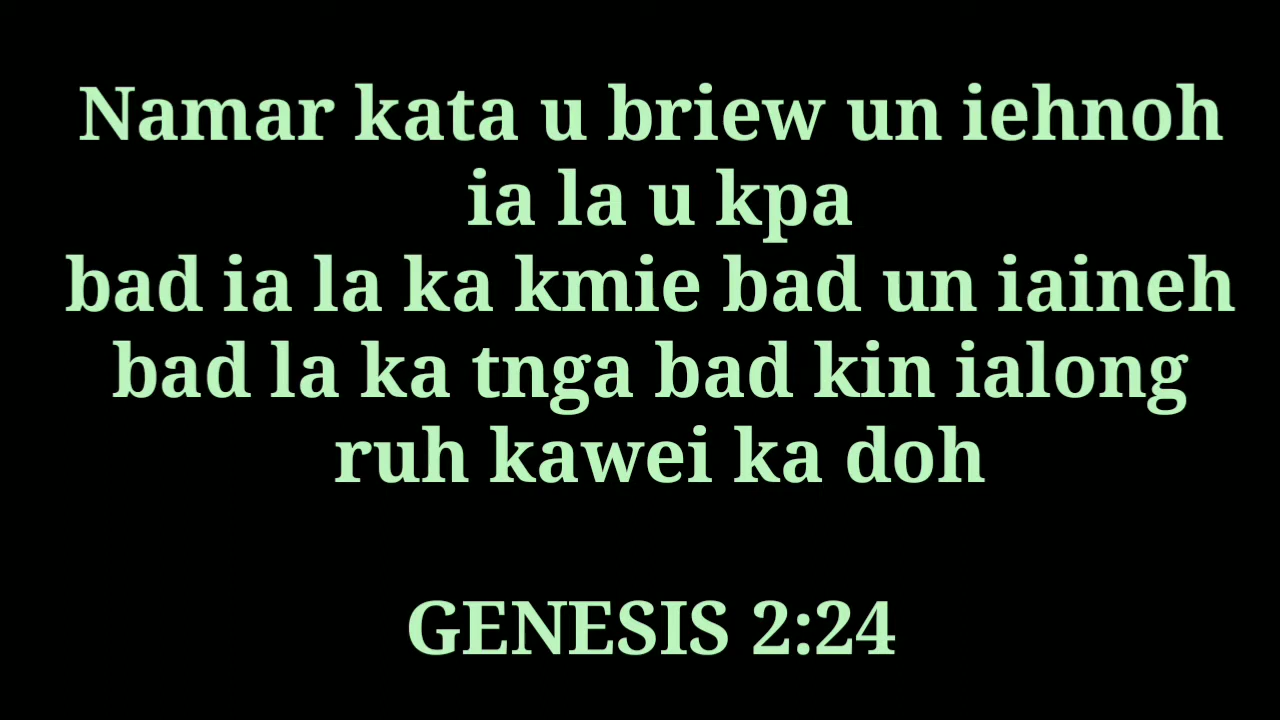 Namar kata u briew un iehnoh
ia la u kpa
bad ia la ka kmie bad un iaineh
bad la ka tnga bad kin ialong
ruh kawei ka doh
GENESIS 2:24